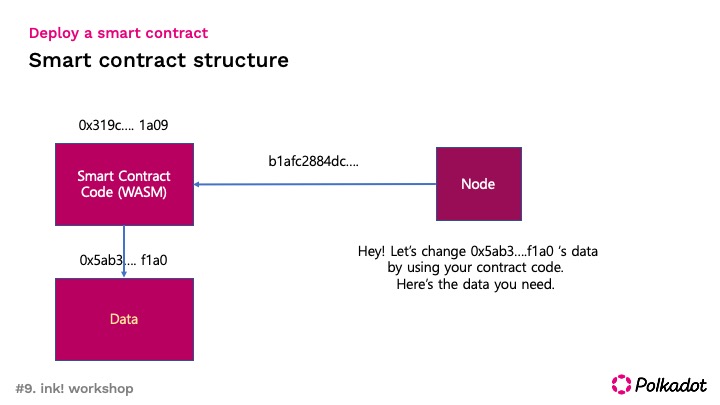 Deploy a smart contract
Smart contract structure
0x319c…. 1a09
Smart Contract
Code (WASM)
b1afc2884dc….
Node
0x5ab3…. f1a0
Data
Hey! Let’s change 0x5ab3….f1a0 ‘s data
by using your contract code.
Here’s the data you need.
#9. ink! workshop
Polkadot